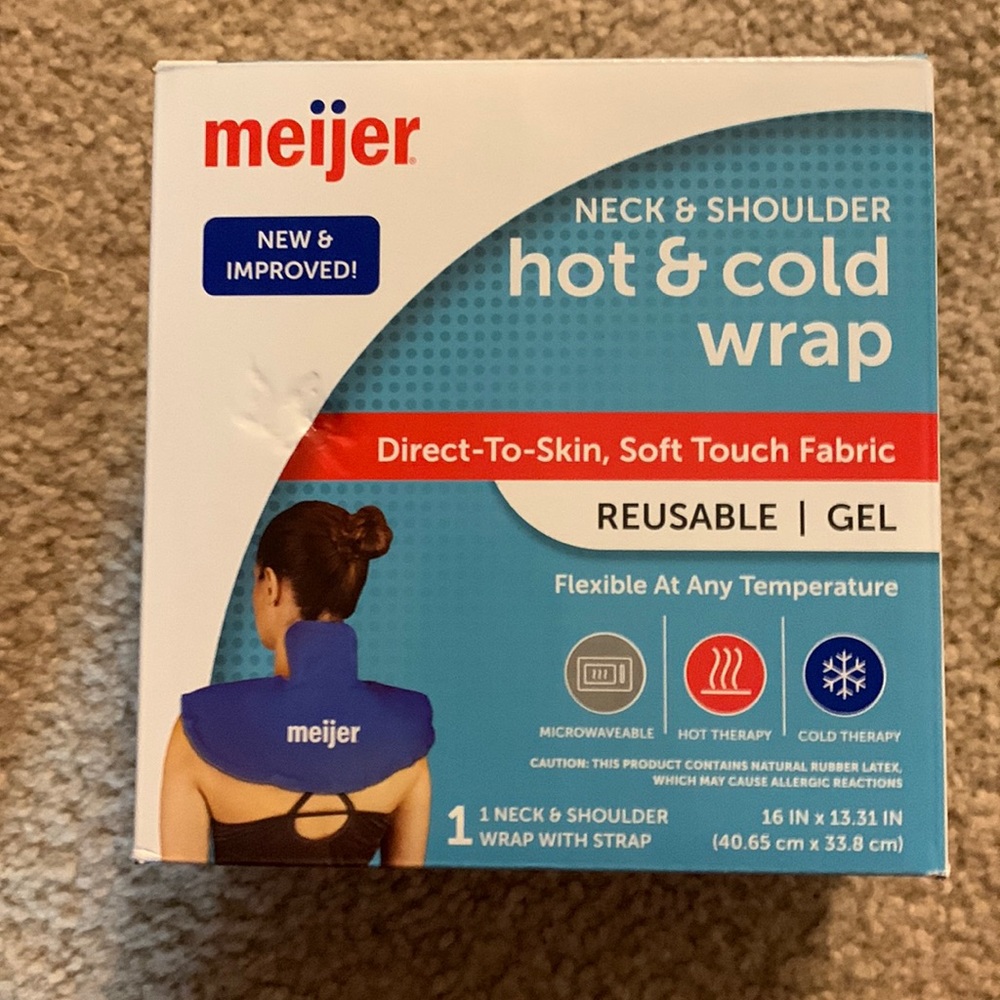 meijer
NEW &
IMPROVED!
NECK & SHOULDER
hot & cold
wrap
Direct-To-Skin, Soft Touch Fabric
REUSABLE | GEL
Flexible At Any Temperature
MICROWAVEABLE
HOT THERAPY
COLD THERAPY
CAUTION: THIS PRODUCT CONTAINS NATURAL RUBBER LATEX,
WHICH MAY CAUSE ALLERGIC REACTIONS
meijer
1
1 NECK & SHOULDER
WRAP WITH STRAP
16 IN x 13.31 IN
(40.65 cm x 33.8 cm)